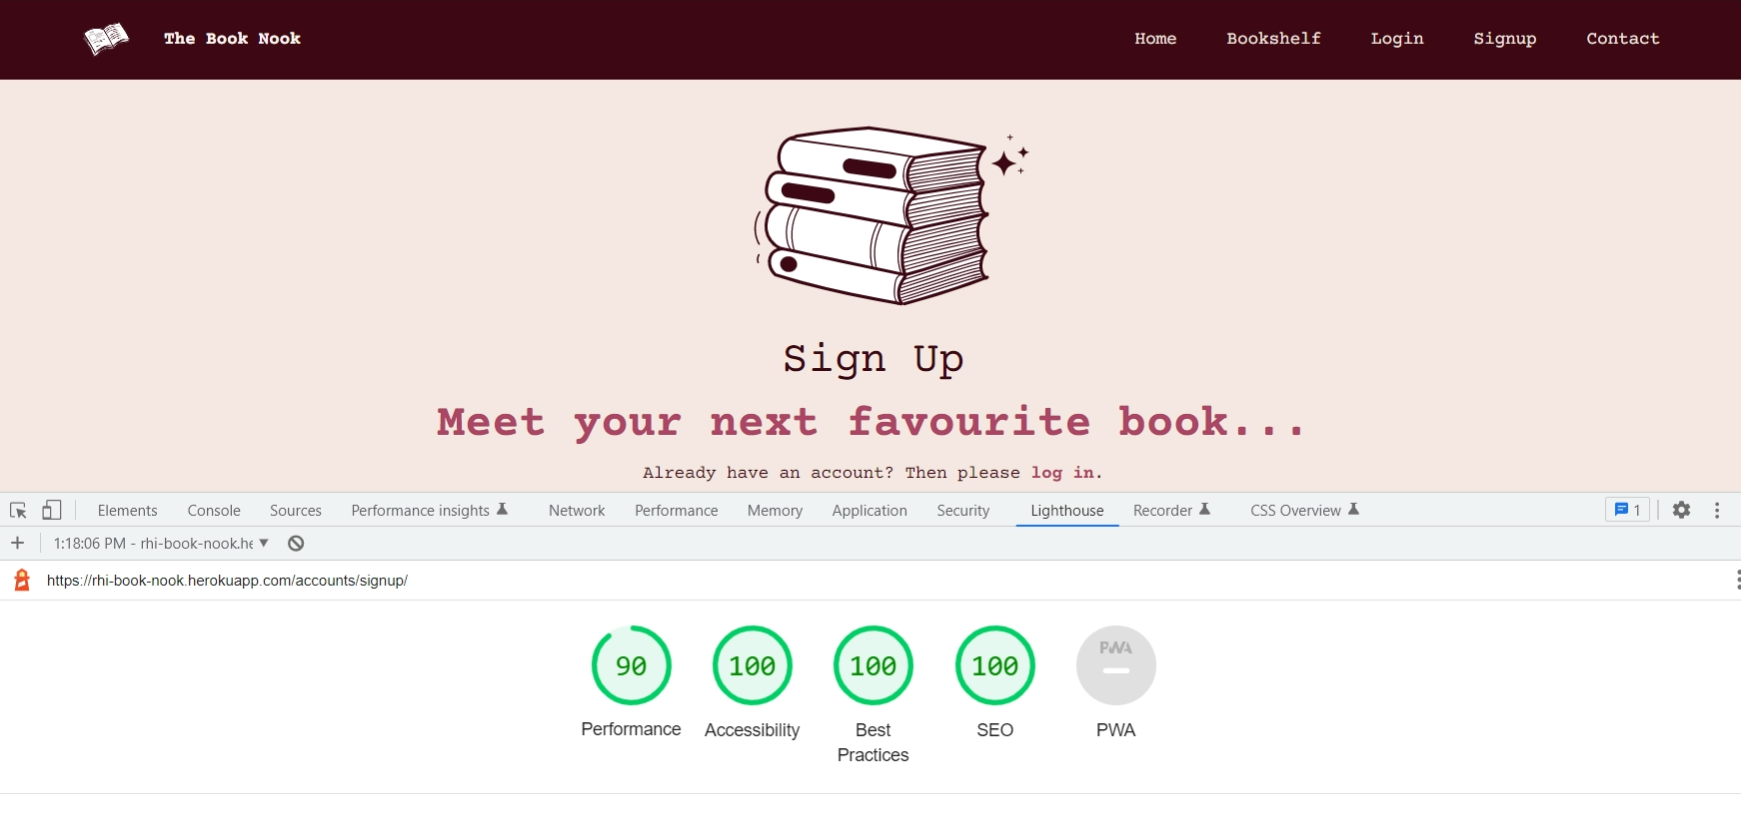 The Book Nook Home Bookshelf Login Signup Contact
Sign Up
Meet your next favourite book...
Already have an account? Then please log in.
Elements Console Sources Performance insights Network Performance Memory Application Security Lighthouse Recorder CSS Overview 1
1:18:06 PM - rhi-book-nook.he
https://rhi-book-nook.herokuapp.com/accounts/signup/
90 100 100 100 PWA
Performance Accessibility Best Practices SEO PWA